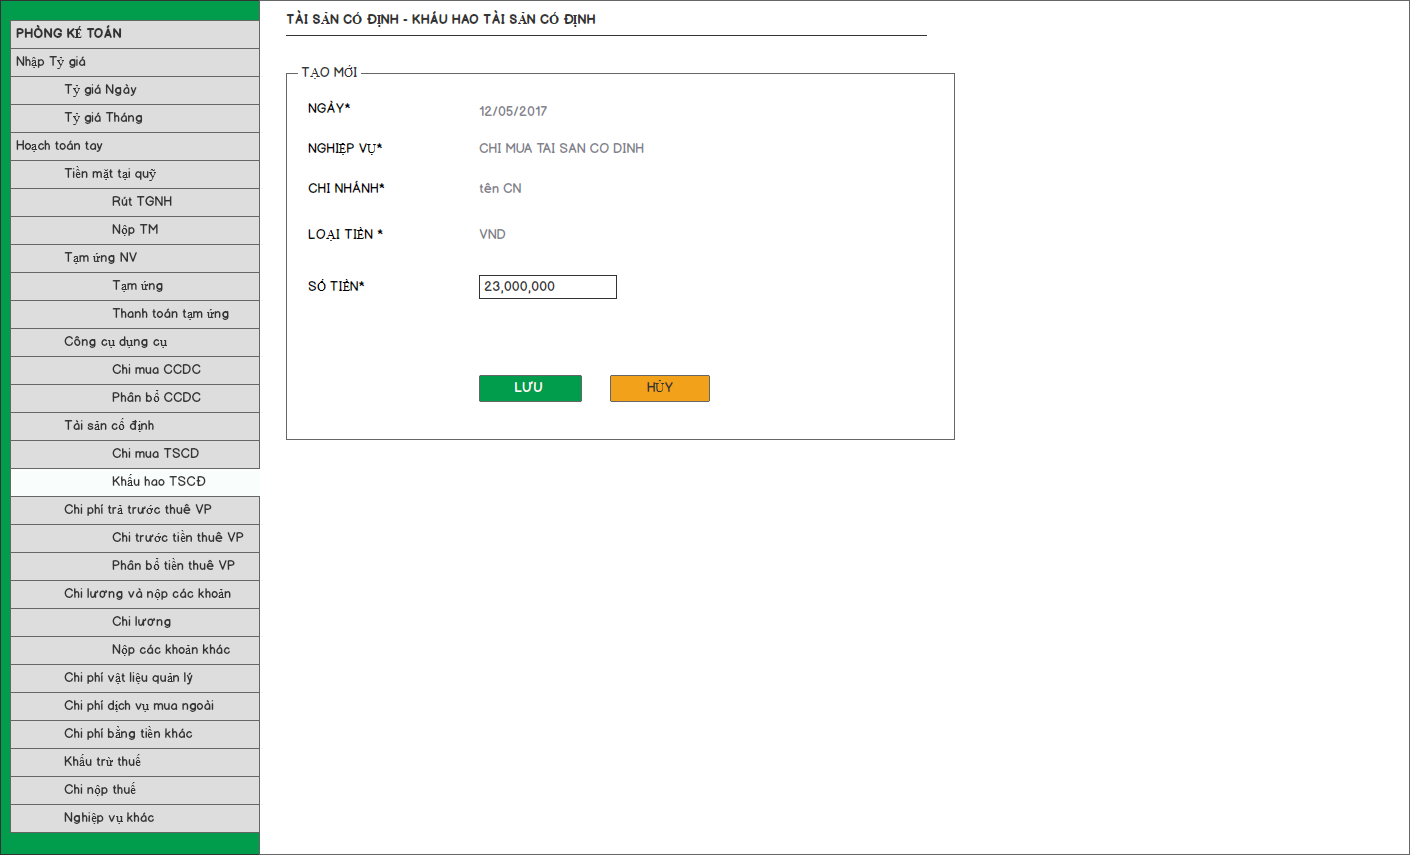 PHÒNG KẾ TOÁN
Nhập Tỷ giá
Tỷ giá Ngày
Tỷ giá Tháng
Hoạch toán tay
Tiền mặt tại quỹ
Rút TGNH
Nộp TM
Tạm ứng NV
Tạm ứng
Thanh toán tạm ứng
Công cụ dụng cụ
Chi mua CCDC
Phân bổ CCDC
Tài sản cố định
Chi mua TSCD
Khấu hao TSCĐ
Chi phí trả trước thuê VP
Chi trước tiền thuê VP
Phân bổ tiền thuê VP
Chi lương và nộp các khoản
Chi lương
Nộp các khoản khác
Chi phí vật liệu quản lý
Chi phí dịch vụ mua ngoài
Chi phí bằng tiền khác
Khấu trừ thuế
Chi nộp thuế
Nghiệp vụ khác
TÀI SẢN CỐ ĐỊNH - KHẤU HAO TÀI SẢN CỐ ĐỊNH
TẠO MỚI
NGÀY* 12/05/2017
NGHIỆP VỤ* CHI MUA TAI SAN CO DINH
CHI NHÁNH* tên CN
LOẠI TIỀN * VND
SỐ TIỀN* 23,000,000
LƯU HỦY